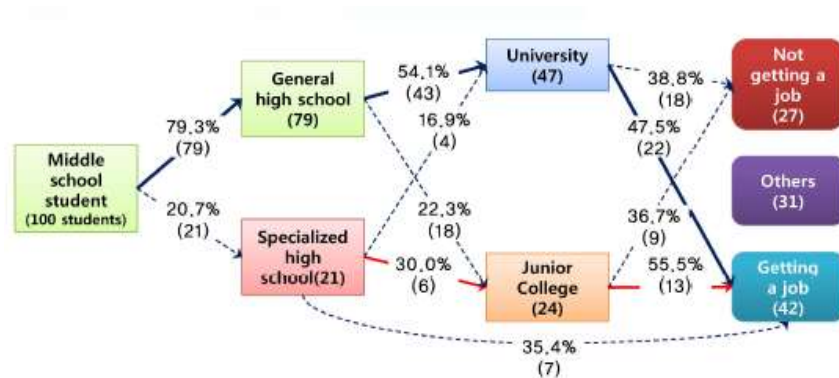 Middle
school
student
(100 students)
79,3%
(79)
20,7%
(21)
General
high school
(79)
Specialized
high
school(21)
54,1%
(43)
16,9%
(4)
22,3%
(18)
30,0%
(6)
University
(47)
Junior
College
(24)
38,8%
(18)
47,5%
(22)
36,7%
(9)
55,5%
(13)
35,4%
(7)
Not
getting a
job
(27)
Others
(31)
Getting
a job
(42)